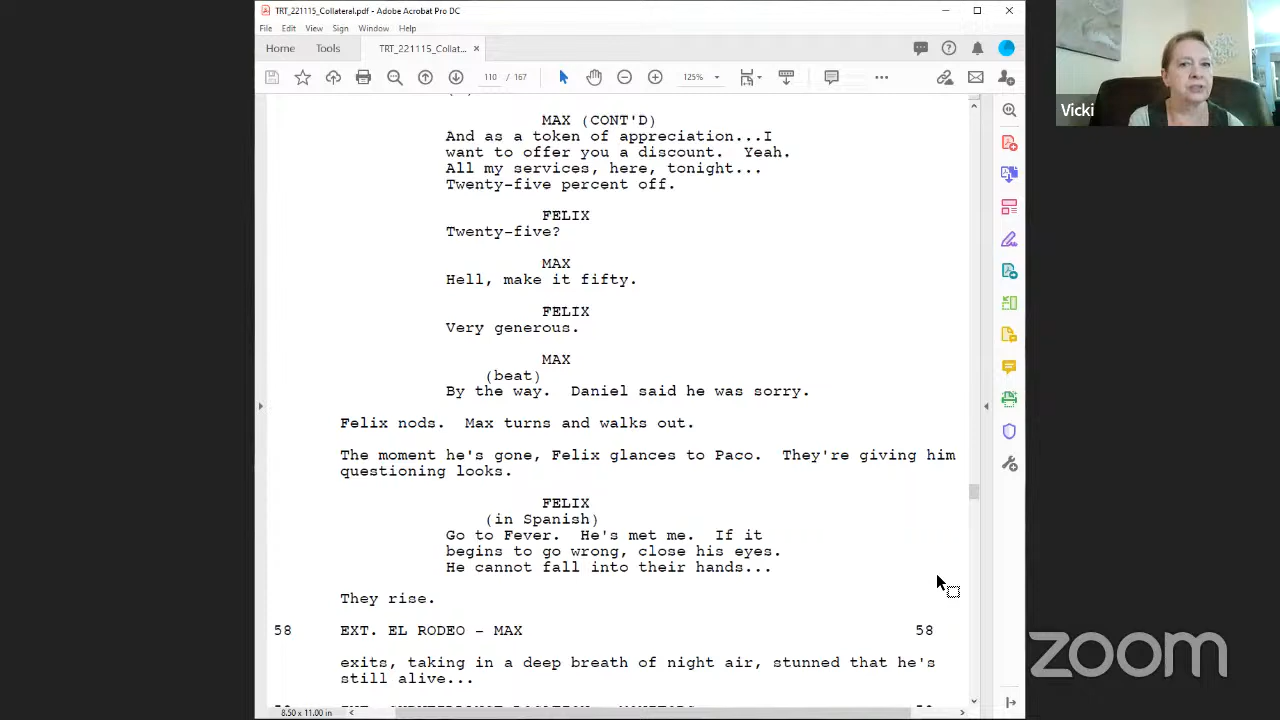 TRT_221115_Collateral.pdf - Adobe Acrobat Pro DC
File Edit View Sign Window Help
Home Tools TRT_221115_Collat... ×
110 / 167 125%
MAX (CONT'D)
And as a token of appreciation...I
want to offer you a discount. Yeah.
All my services, here, tonight...
Twenty-five percent off.
FELIX
Twenty-five?
MAX
Hell, make it fifty.
FELIX
Very generous.
MAX
(beat)
By the way. Daniel said he was sorry.
Felix nods. Max turns and walks out.
The moment he's gone, Felix glances to Paco. They're giving him
questioning looks.
FELIX
(in Spanish)
Go to Fever. He's met me. If it
begins to go wrong, close his eyes.
He cannot fall into their hands...
They rise.
58 EXT. EL RODEO - MAX 58
exits, taking in a deep breath of night air, stunned that he's
still alive...
8.50 x 11.00 in
Vicki
zoom